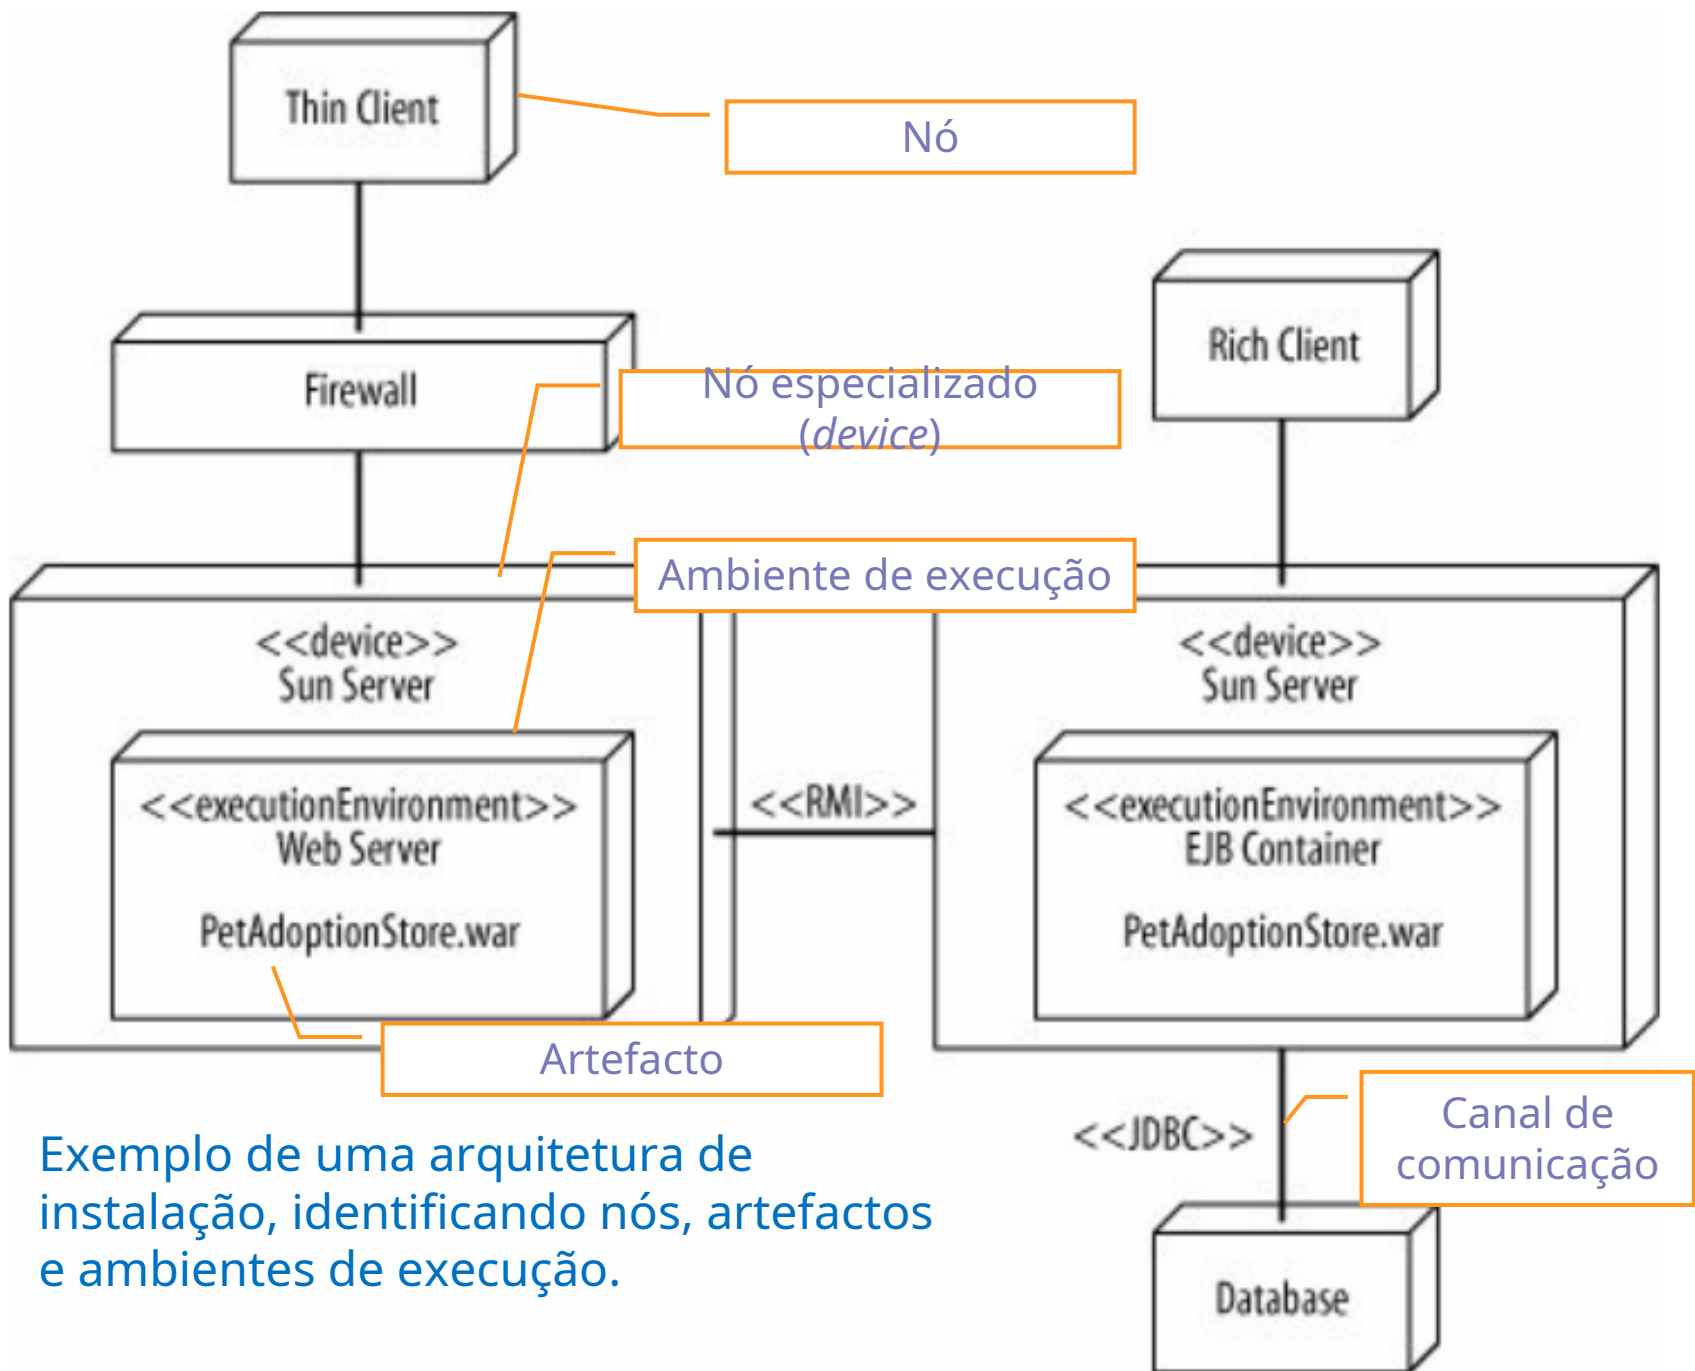 Thin Client
Nó
Rich Client
Firewall
Nó especializado
(device)
Ambiente de execução
<<device>>
Sun Server
<<executionEnvironment>>
Web Server
PetAdoptionStore.war
<<RMI>>
<<device>>
Sun Server
<<executionEnvironment>>
EJB Container
PetAdoptionStore.war
Artefacto
<<JDBC>>
Canal de
comunicação
Exemplo de uma arquitetura de
instalação, identificando nós, artefactos
e ambientes de execução.
Database